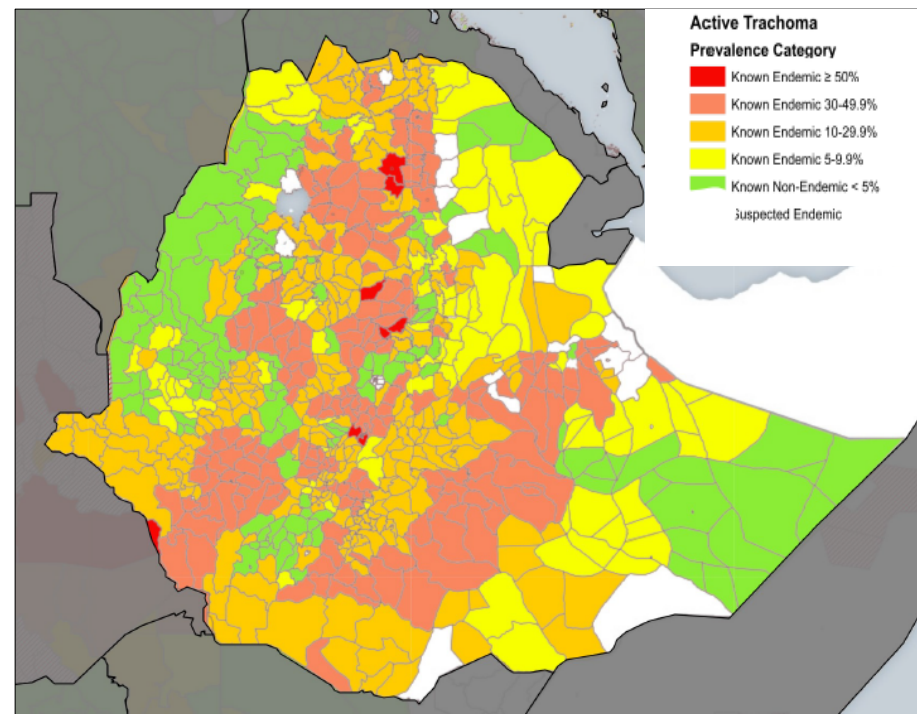 Active Trachoma
Prevalence Category
Known Endemic ≥ 50%
Known Endemic 30-49.9%
Known Endemic 10-29.9%
Known Endemic 5-9.9%
Known Non-Endemic < 5%
Suspected Endemic